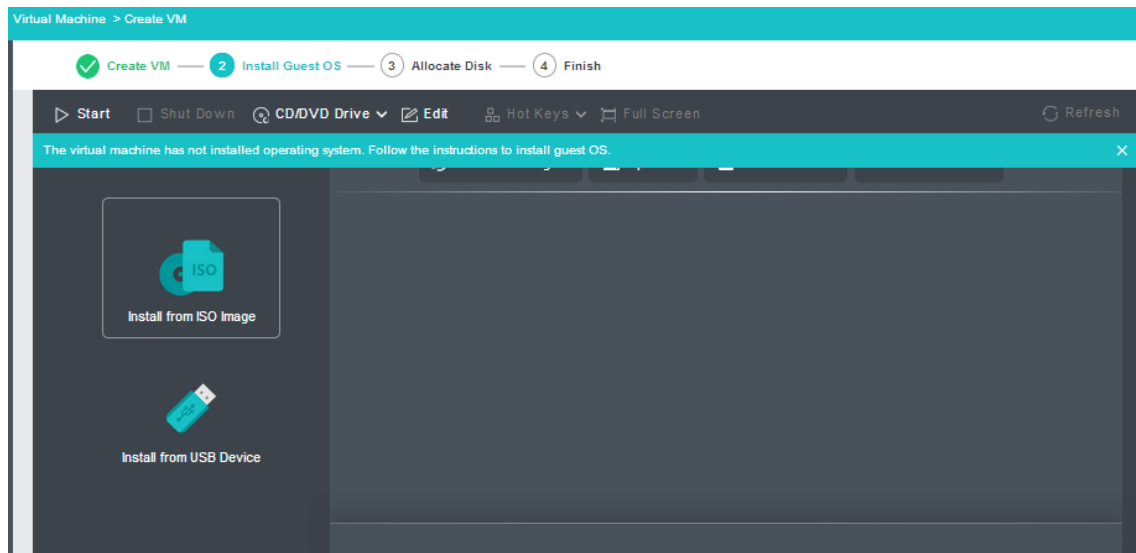 Virtual Machine > Create VM
Create VM 2 Install Guest OS 3 Allocate Disk 4 Finish
Start Shut Down CD/DVD Drive Edit Hot Keys Full Screen Refresh
The virtual machine has not installed operating system. Follow the instructions to install guest OS.
ISO
Install from ISO Image
Install from USB Device